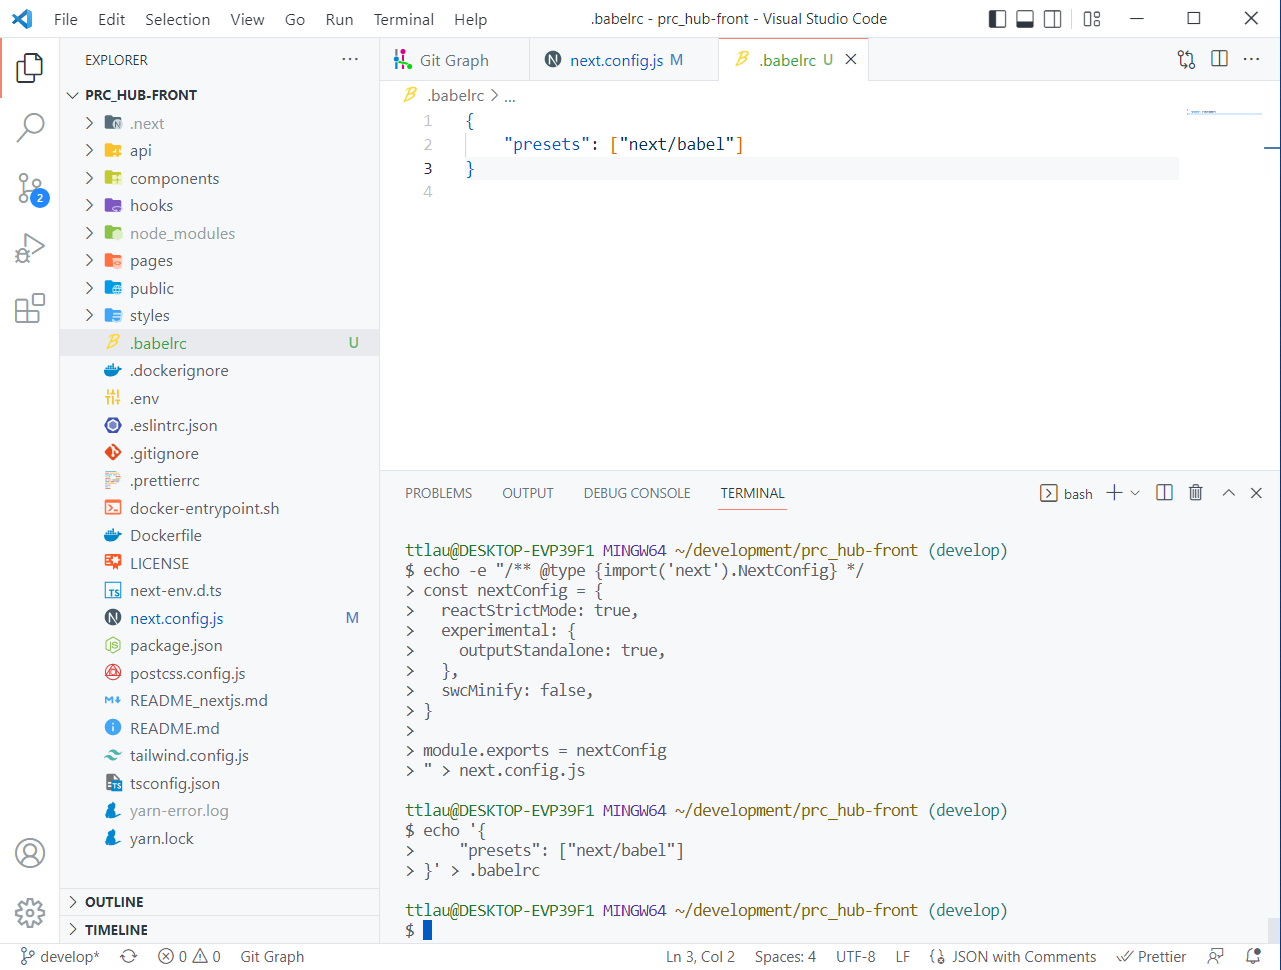 File Edit Selection View Go Run Terminal Help .babelrc - prc_hub-front - Visual Studio Code
EXPLORER
PRC_HUB-FRONT
.next
api
components
hooks
node_modules
pages
public
styles
.babelrc U
.dockerignore
.env
.eslintrc.json
.gitignore
.prettierrc
docker-entrypoint.sh
Dockerfile
LICENSE
next-env.d.ts
next.config.js M
package.json
postcss.config.js
README_nextjs.md
README.md
tailwind.config.js
tsconfig.json
yarn-error.log
yarn.lock
OUTLINE
TIMELINE
2
Git Graph next.config.js M .babelrc U
.babelrc > ...
1 {
2 "presets": ["next/babel"]
3 }
4
PROBLEMS OUTPUT DEBUG CONSOLE TERMINAL bash
ttlau@DESKTOP-EVP39F1 MINGW64 ~/development/prc_hub-front (develop)
$ echo -e "/** @type {import('next').NextConfig} */
> const nextConfig = {
>   reactStrictMode: true,
>   experimental: {
>     outputStandalone: true,
>   },
>   swcMinify: false,
> }
>
> module.exports = nextConfig
> " > next.config.js
ttlau@DESKTOP-EVP39F1 MINGW64 ~/development/prc_hub-front (develop)
$ echo '{
>     "presets": ["next/babel"]
> }' > .babelrc
ttlau@DESKTOP-EVP39F1 MINGW64 ~/development/prc_hub-front (develop)
$
develop* 0 0 Git Graph Ln 3, Col 2 Spaces: 4 UTF-8 LF JSON with Comments Prettier